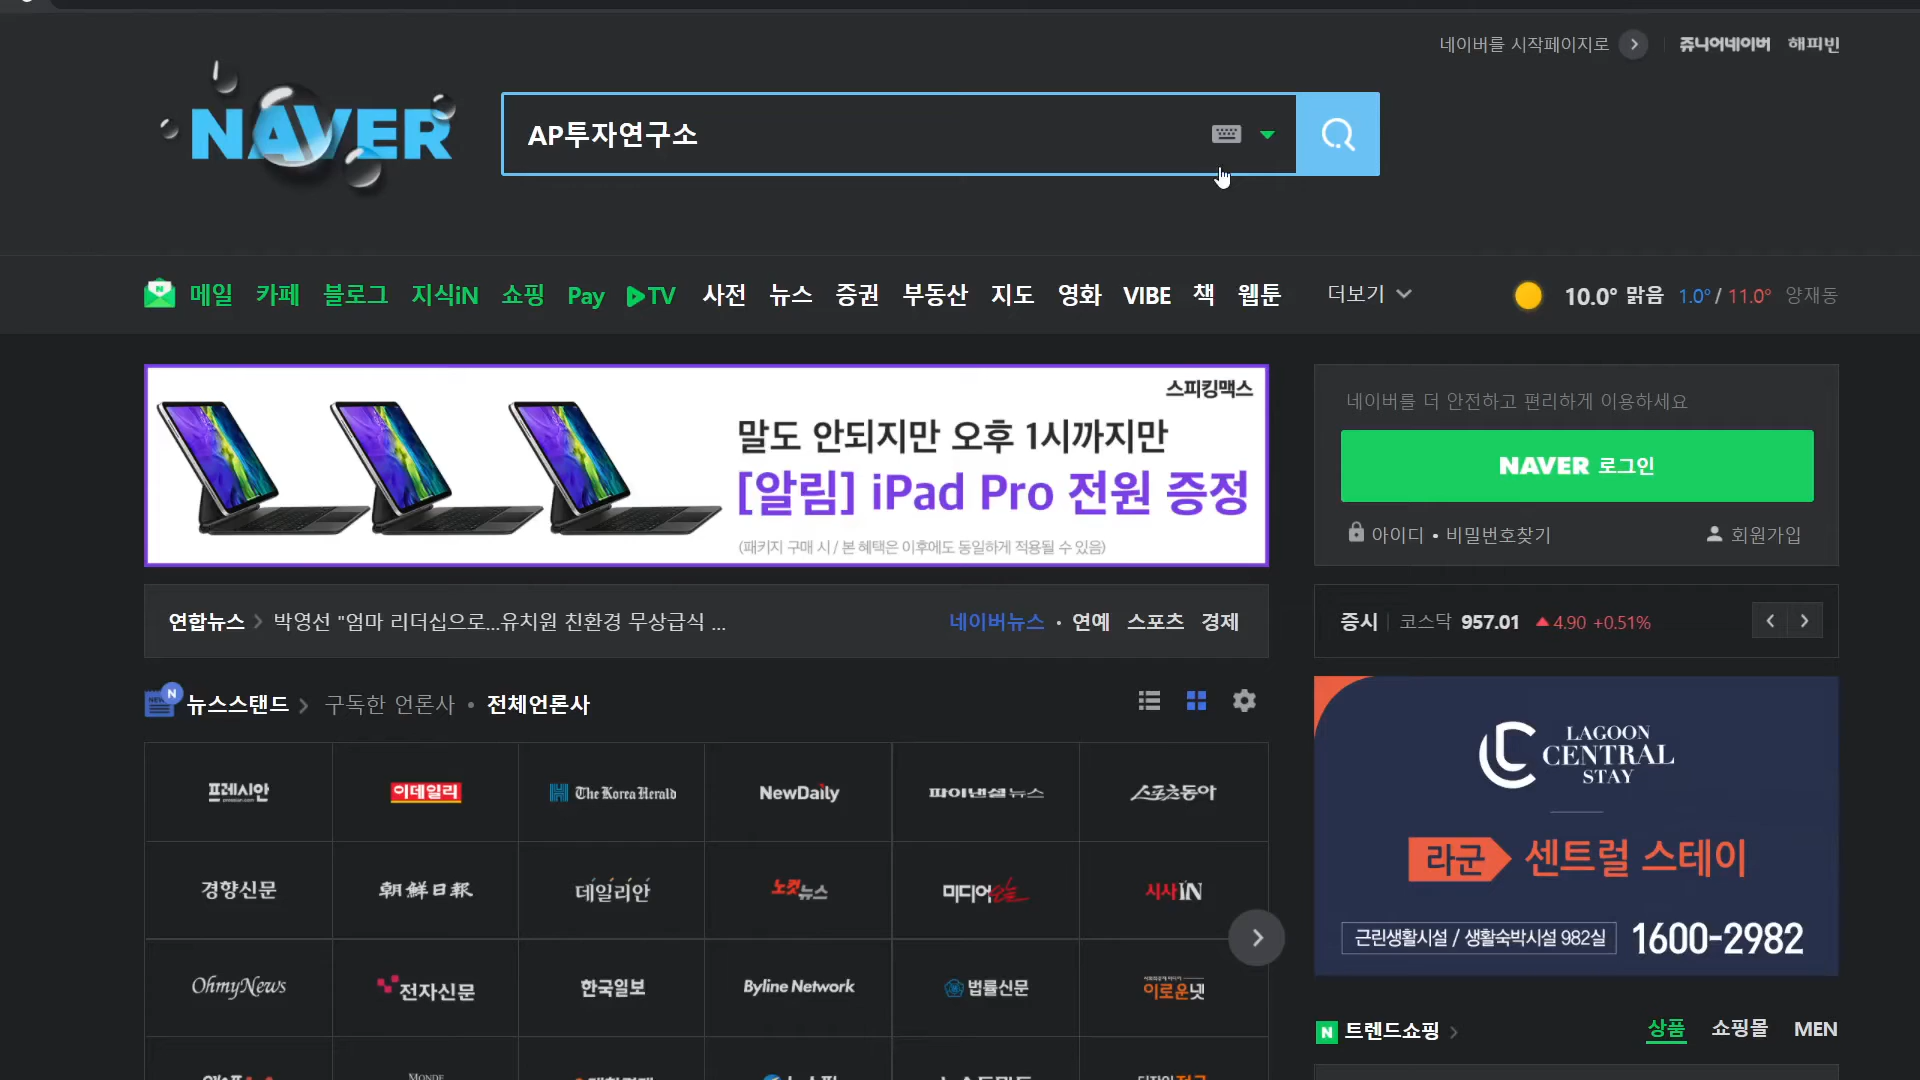 네이버를 시작페이지로 쥬니어네이버 해피빈
NAVER
AP투자연구소
메일 카페 블로그 지식iN 쇼핑 Pay TV 사전 뉴스 증권 부동산 지도 영화 VIBE 책 웹툰 더보기
10.0° 맑음 1.0° / 11.0° 양재동
스피킹맥스
말도 안되지만 오후 1시까지만
[알림] iPad Pro 전원 증정
(패키지 구매 시 / 본 혜택은 이후에도 동일하게 적용될 수 있음)
네이버를 더 안전하고 편리하게 이용하세요
NAVER 로그인
아이디 • 비밀번호찾기 회원가입
연합뉴스 박영선 "엄마 리더십으로...유치원 친환경 무상급식 ...
네이버뉴스 • 연예 스포츠 경제
증시 코스닥 957.01 ▲ 4.90 +0.51%
뉴스스탠드 구독한 언론사 • 전체언론사
프레시안 이데일리 The Korea Herald NewDaily 파이낸셜뉴스 스포츠동아
경향신문 朝鮮日報 데일리안 노컷뉴스 미디어오늘 시사IN
OhmyNews 전자신문 한국일보 Byline Network 법률신문 이로운넷
MONDE
LAGOON
CENTRAL
STAY
라군 센트럴 스테이
근린생활시설 / 생활숙박시설 982실 1600-2982
N 트렌드쇼핑 상품 쇼핑몰 MEN